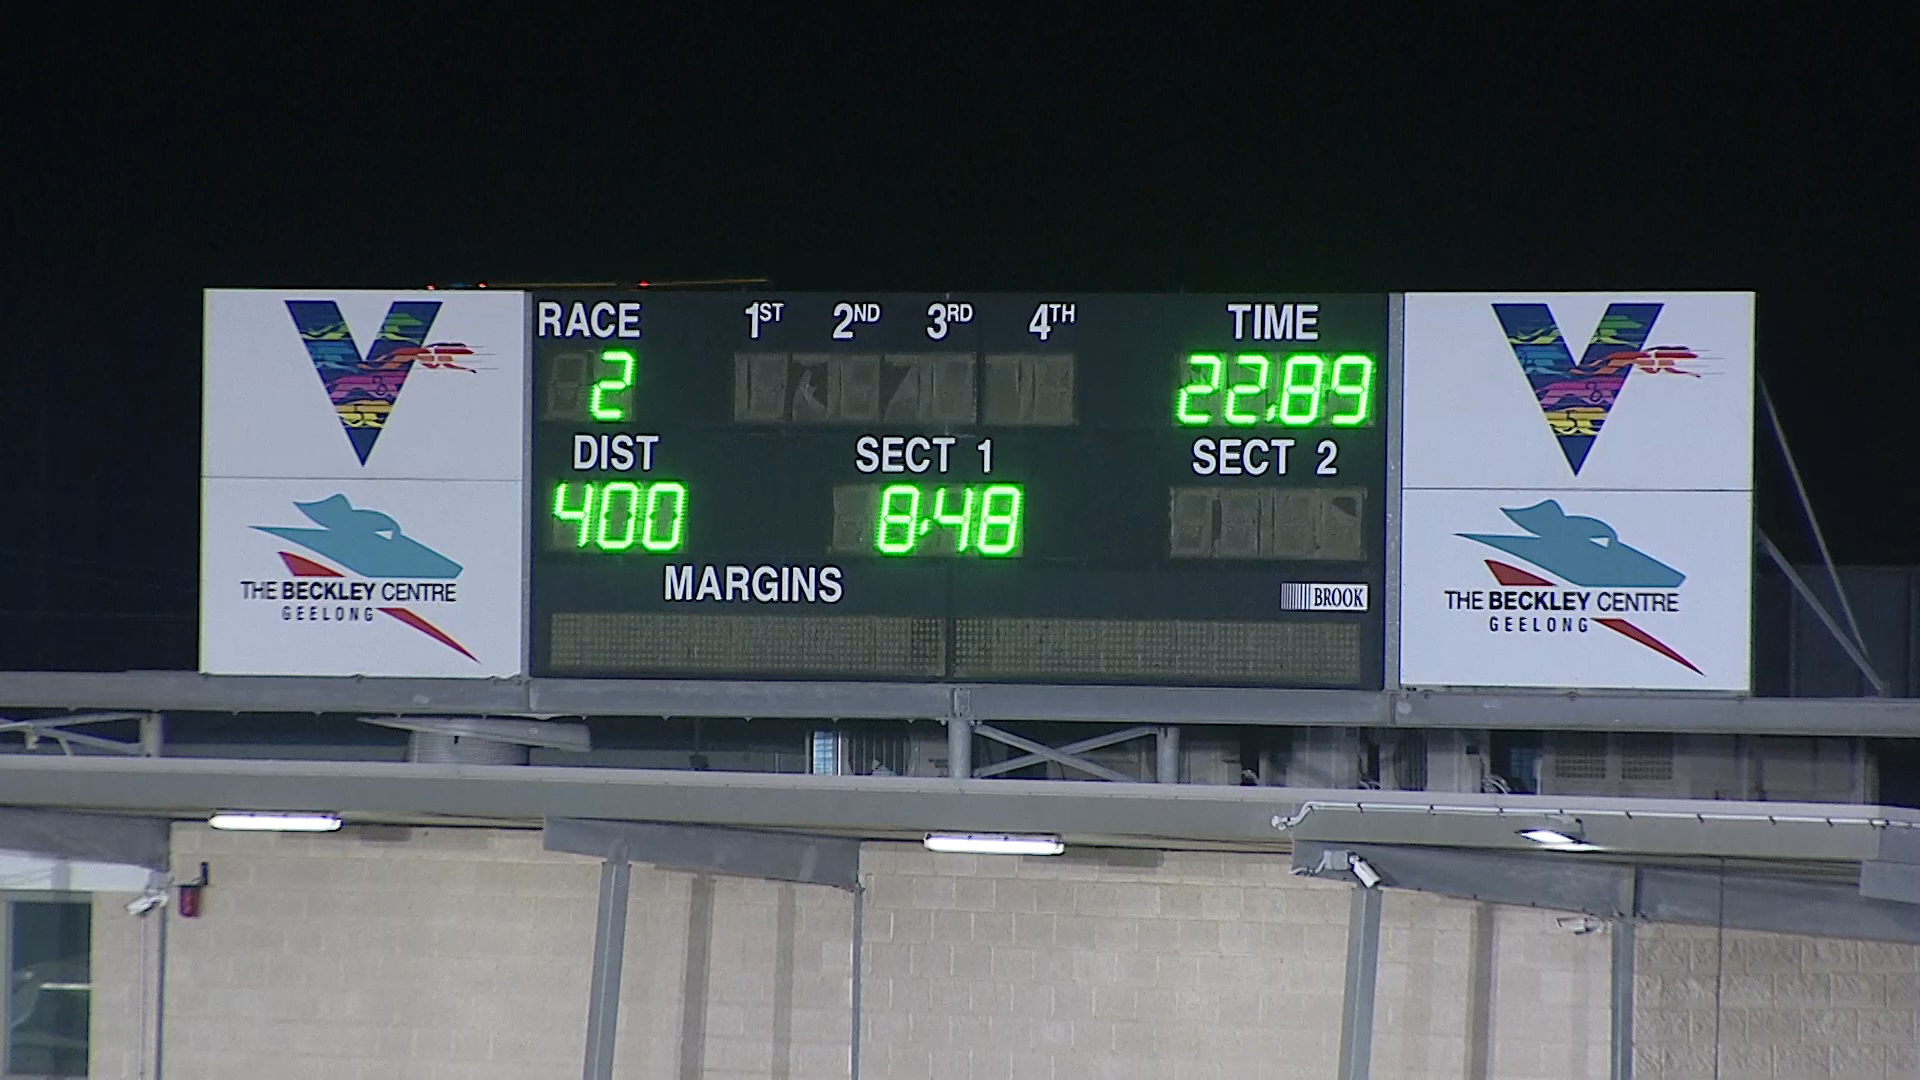 RACE 1ST 2ND 3RD 4TH TIME
2 22.89
DIST SECT 1 SECT 2
400 8.48
MARGINS
BROOK
THE BECKLEY CENTRE
GEELONG
THE BECKLEY CENTRE
GEELONG